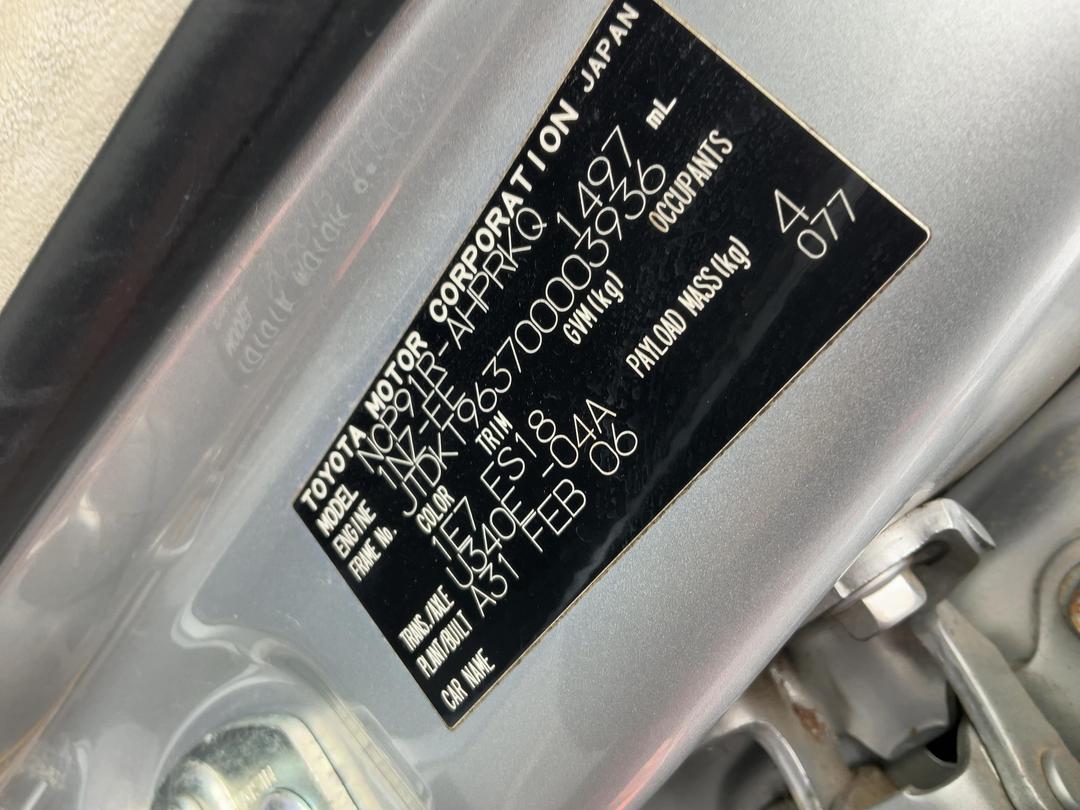 TOYOTA MOTOR CORPORATION JAPAN
MODEL NCP91R-AHPRKQ
ENGINE 1NZ-FE 1497 mL
FRAME No. JTDKT963700003936
COLOR TRIM GVM(kg) OCCUPANTS
1E7 FS18
TRANS./AXLE U340E -04A PAYLOAD MASS(kg) 4
PLANT/BUILT A31 FEB 06 077
CAR NAME